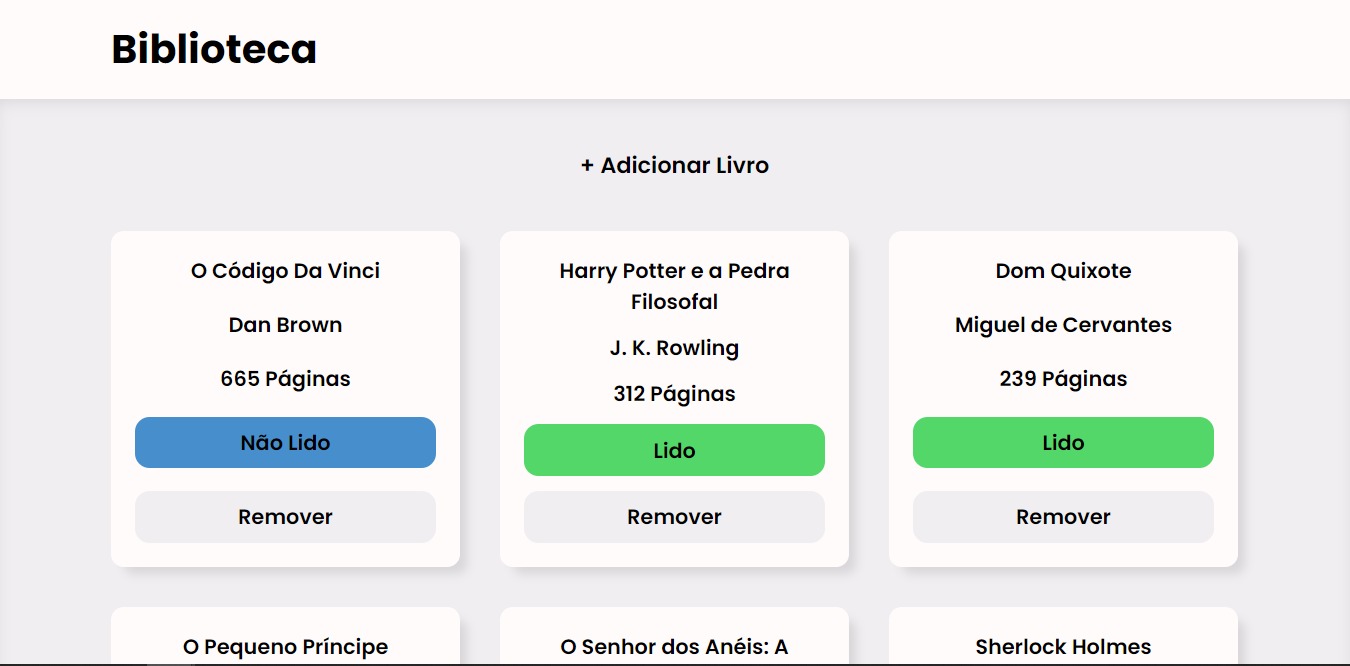 Biblioteca
+ Adicionar Livro
O Código Da Vinci
Dan Brown
665 Páginas
Não Lido
Remover
Harry Potter e a Pedra
Filosofal
J. K. Rowling
312 Páginas
Lido
Remover
Dom Quixote
Miguel de Cervantes
239 Páginas
Lido
Remover
O Pequeno Príncipe
O Senhor dos Anéis: A
Sherlock Holmes